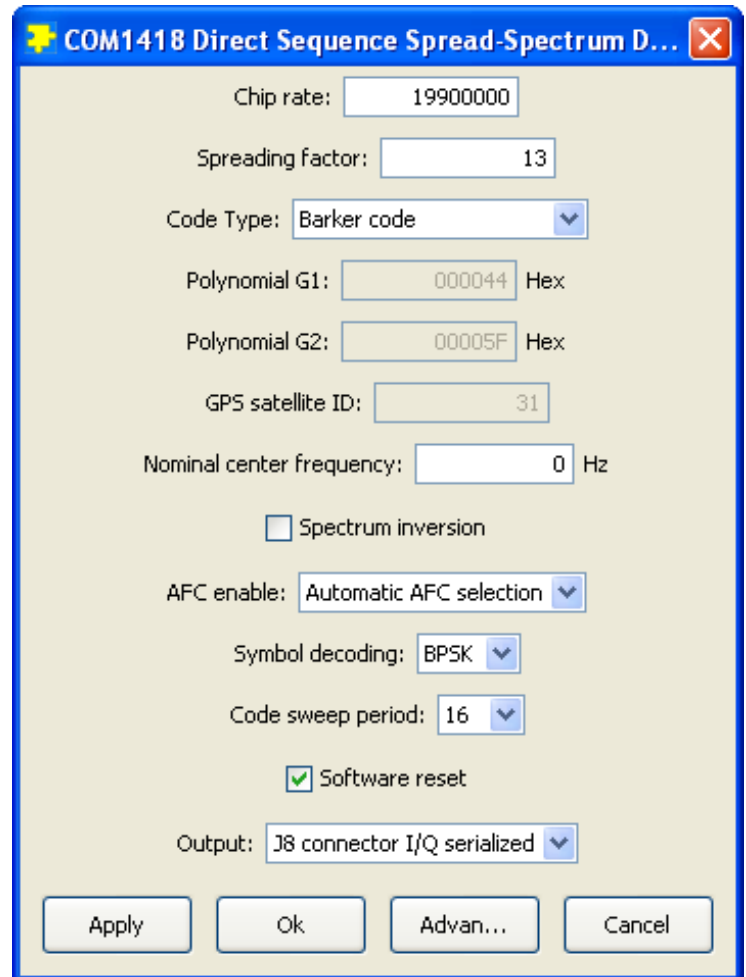 COM1418 Direct Sequence Spread-Spectrum D...
Chip rate: 19900000
Spreading factor: 13
Code Type: Barker code
Polynomial G1: 000044 Hex
Polynomial G2: 00005F Hex
GPS satellite ID: 31
Nominal center frequency: 0 Hz
Spectrum inversion
AFC enable: Automatic AFC selection
Symbol decoding: BPSK
Code sweep period: 16
Software reset
Output: J8 connector I/Q serialized
Apply Ok Advan... Cancel